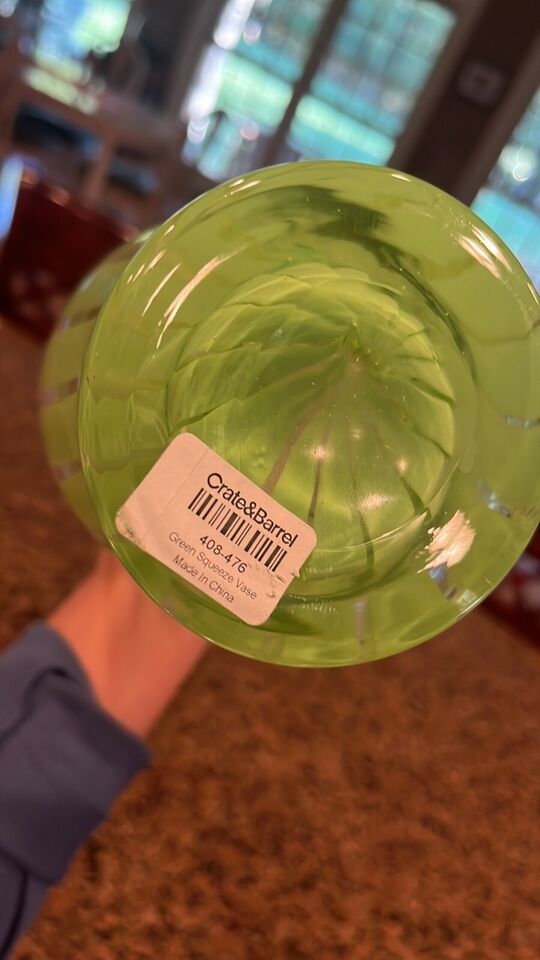 Crate&Barrel
408-476
Green Squeeze Vase
Made in China